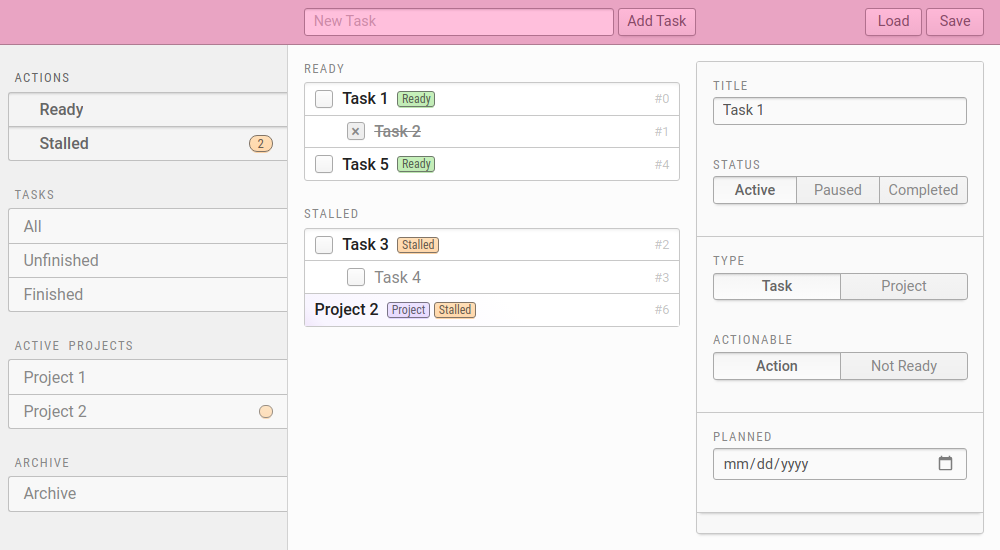 New Task
Add Task
Load
Save
ACTIONS
Ready
Stalled 2
TASKS
All
Unfinished
Finished
ACTIVE PROJECTS
Project 1
Project 2
ARCHIVE
Archive
READY
Task 1 Ready #0
× Task 2 #1
Task 5 Ready #4
STALLED
Task 3 Stalled #2
Task 4 #3
Project 2 Project Stalled #6
TITLE
Task 1
STATUS
Active Paused Completed
TYPE
Task Project
ACTIONABLE
Action Not Ready
PLANNED
mm/dd/yyyy